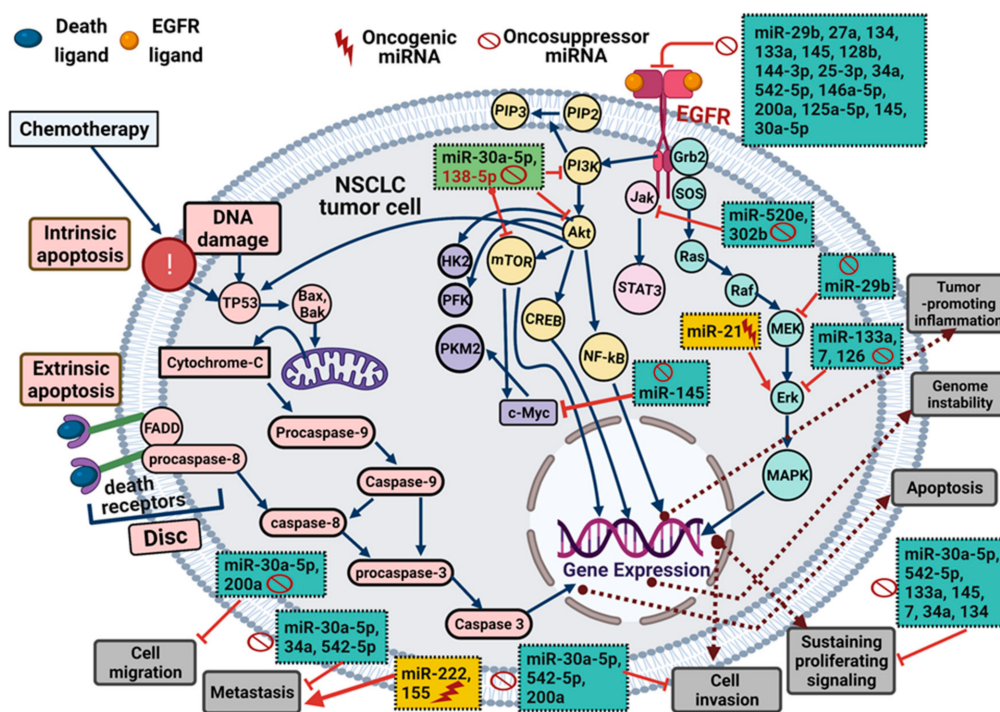 Death
ligand
EGFR
ligand
Oncogenic
miRNA
Oncosuppressor
miRNA
miR-29b, 27a, 134,
133a, 145, 128b,
144-3p, 25-3p, 34a,
542-5p, 146a-5p,
200a, 125a-5p, 145,
30a-5p
Chemotherapy
PIP3
PIP2
EGFR
miR-30a-5p,
138-5p
PI3K
Grb2
NSCLC
tumor cell
Jak
SOS
Intrinsic
apoptosis
DNA
damage
!
miR-520e,
302b
Akt
HK2
mTOR
Ras
TP53
Bax,
Bak
PFK
STAT3
Raf
miR-29b
Tumor
-promoting
inflammation
CREB
MEK
miR-21
miR-133a,
7, 126
PKM2
NF-kB
Cytochrome-C
Extrinsic
apoptosis
miR-145
Erk
Genome
instability
c-Myc
FADD
Procaspase-9
procaspase-8
MAPK
Caspase-9
Apoptosis
death
receptors
caspase-8
Disc
Gene Expression
procaspase-3
miR-30a-5p,
200a
miR-30a-5p,
542-5p,
133a, 145,
7, 34a, 134
Caspase 3
miR-30a-5p,
34a, 542-5p
Cell
migration
Sustaining
proliferating
signaling
miR-30a-5p,
542-5p,
200a
Metastasis
miR-222,
155
Cell
invasion